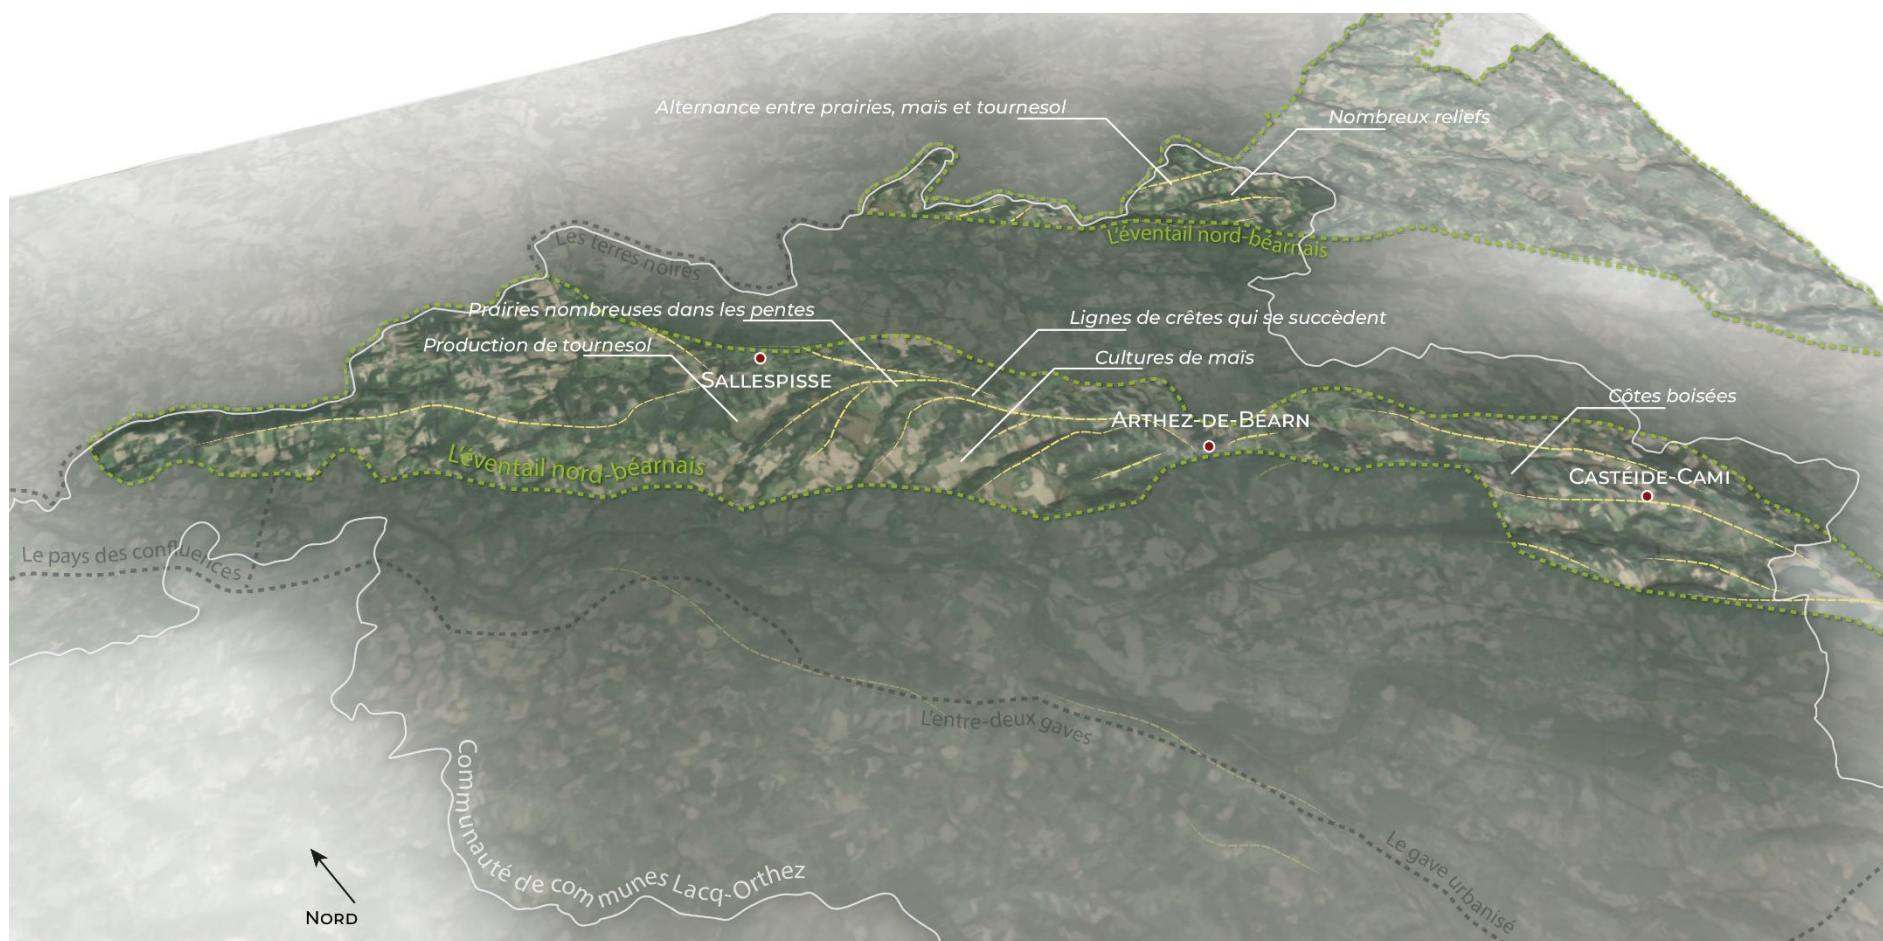 Alternance entre prairies, maïs et tournesol
Nombreux reliefs
L'éventail nord-béarnais
Les terres noires
Prairies nombreuses dans les pentes
Lignes de crêtes qui se succèdent
Production de tournesol
Cultures de maïs
SALLESPISSE
Côtes boisées
ARTHEZ-DE-BÉARN
L'éventail nord-béarnais
CASTÉIDE-CAMI
Le pays des confluences
L'entre-deux gaves
Communauté de communes Lacq-Orthez
Le gave urbanisé
NORD